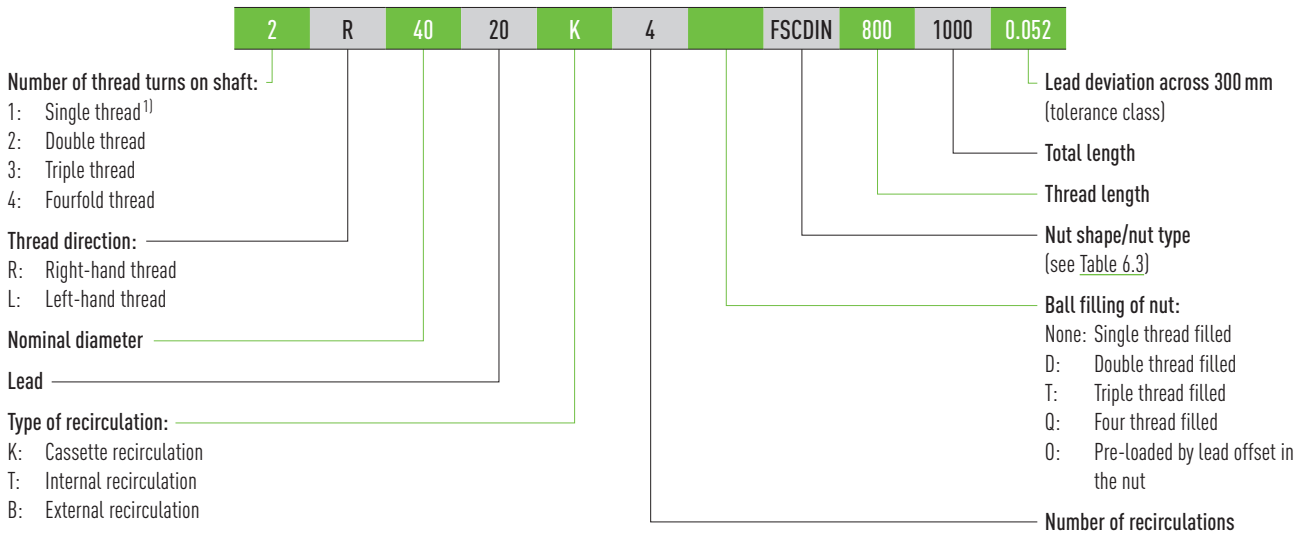 2 R 40 20 K 4 FSCDIN 800 1000 0.052
Number of thread turns on shaft:
1: Single thread 1)
2: Double thread
3: Triple thread
4: Fourfold thread
Thread direction:
R: Right-hand thread
L: Left-hand thread
Nominal diameter
Lead
Type of recirculation:
K: Cassette recirculation
T: Internal recirculation
B: External recirculation
Lead deviation across 300 mm
(tolerance class)
Total length
Thread length
Nut shape/nut type
(see Table 6.3)
Ball filling of nut:
None: Single thread filled
D: Double thread filled
T: Triple thread filled
Q: Four thread filled
O: Pre-loaded by lead offset in
the nut
Number of recirculations